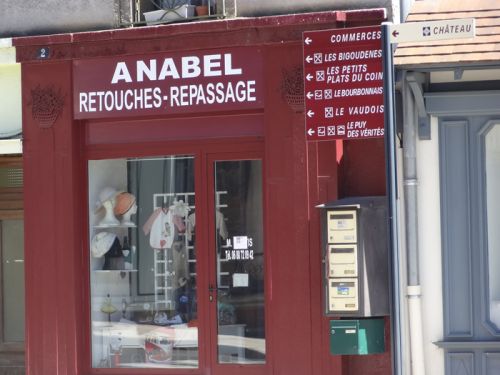 2
ANABEL
RETOUCHES-REPASSAGE
COMMERCES
LES BIGOUDENES
LES PETITS
PLATS DU COIN
LE BOURBONNAIS
LE VAUDOIS
LE PUY
DES VÉRITÉS
CHÂTEAU